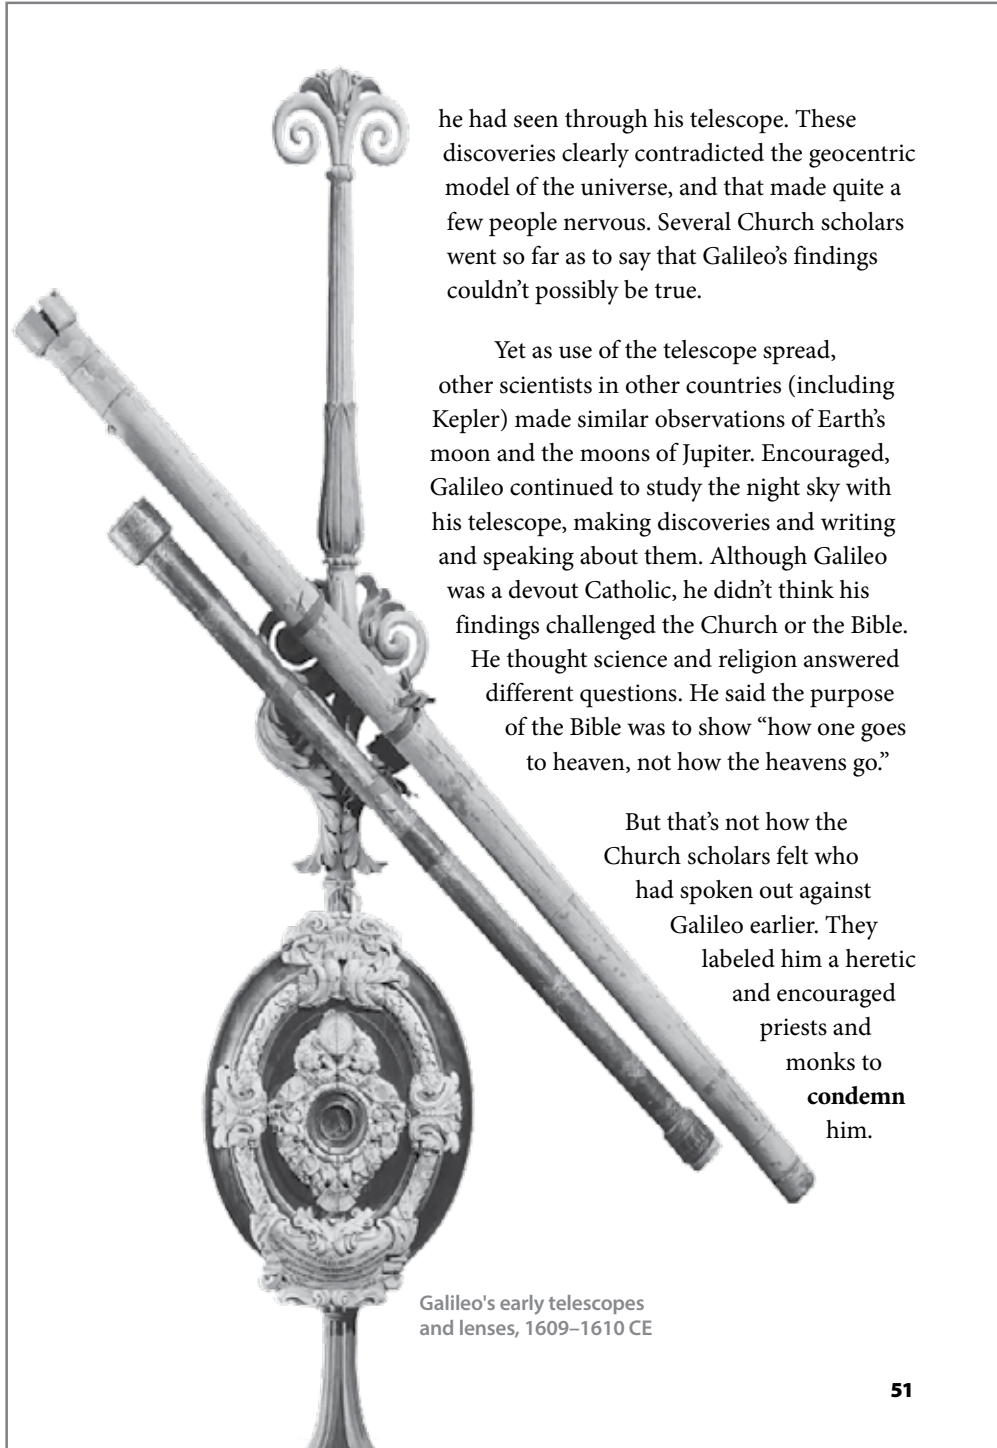 he had seen through his telescope. These
discoveries clearly contradicted the geocentric
model of the universe, and that made quite a
few people nervous. Several Church scholars
went so far as to say that Galileo’s findings
couldn’t possibly be true.
Yet as use of the telescope spread,
other scientists in other countries (including
Kepler) made similar observations of Earth’s
moon and the moons of Jupiter. Encouraged,
Galileo continued to study the night sky with
his telescope, making discoveries and writing
and speaking about them. Although Galileo
was a devout Catholic, he didn’t think his
findings challenged the Church or the Bible.
He thought science and religion answered
different questions. He said the purpose
of the Bible was to show “how one goes
to heaven, not how the heavens go.”
But that’s not how the
Church scholars felt who
had spoken out against
Galileo earlier. They
labeled him a heretic
and encouraged
priests and
monks to
condemn
him.
Galileo's early telescopes
and lenses, 1609–1610 CE
51